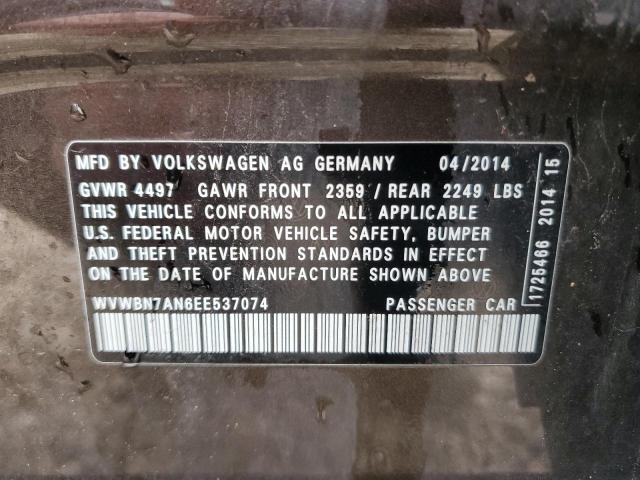 MFD BY VOLKSWAGEN AG GERMANY 04/2014
GVWR 4497 GAWR FRONT 2359 / REAR 2249 LBS
THIS VEHICLE CONFORMS TO ALL APPLICABLE
U.S. FEDERAL MOTOR VEHICLE SAFETY, BUMPER
AND THEFT PREVENTION STANDARDS IN EFFECT
ON THE DATE OF MANUFACTURE SHOWN ABOVE
WVWBN7AN6EE537074 PASSENGER CAR
1725466 2014 15